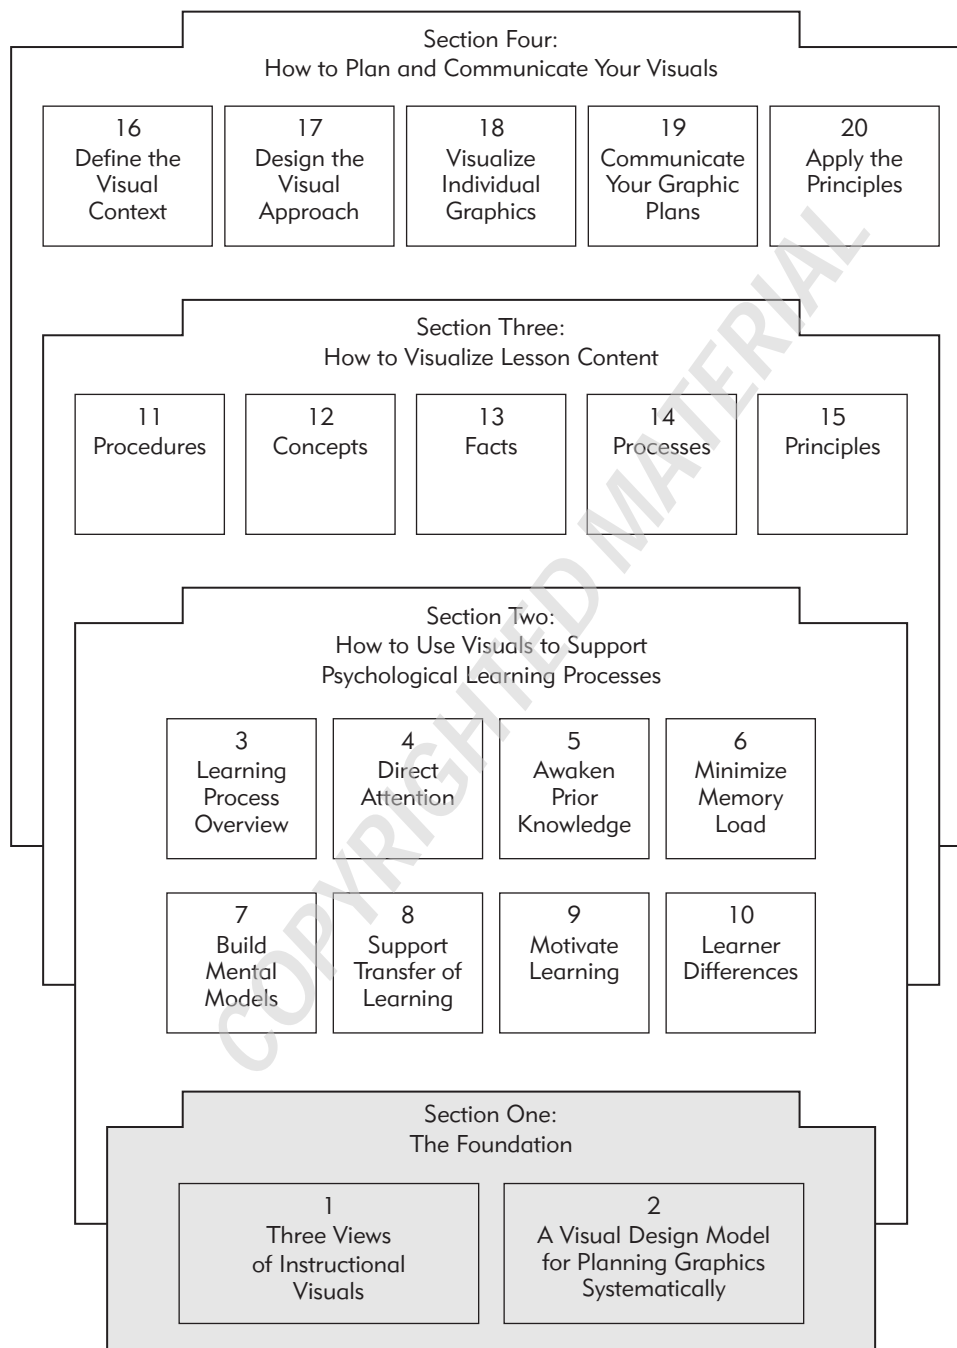 Section Four:
How to Plan and Communicate Your Visuals
16
Define the
Visual
Context
17
Design the
Visual
Approach
18
Visualize
Individual
Graphics
19
Communicate
Your Graphic
Plans
20
Apply the
Principles
Section Three:
How to Visualize Lesson Content
11
Procedures
12
Concepts
13
Facts
14
Processes
15
Principles
Section Two:
How to Use Visuals to Support
Psychological Learning Processes
3
Learning
Process
Overview
4
Direct
Attention
5
Awaken
Prior
Knowledge
6
Minimize
Memory
Load
7
Build
Mental
Models
8
Support
Transfer of
Learning
9
Motivate
Learning
10
Learner
Differences
Section One:
The Foundation
1
Three Views
of Instructional
Visuals
2
A Visual Design Model
for Planning Graphics
Systematically
COPYRIGHTED MATERIAL